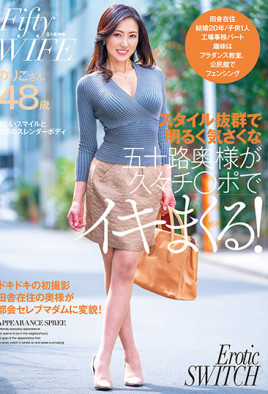 Fifty
WIFE
のりこさん
48歳
田舎在住
結婚20年/子供1人
工場事務パート
趣味は
フラダンス教室、
公民館で
フェンシング
スタイル抜群で
明るく気さくな
五十路奥様が
久々チ○ポで
イキまくる!
ドキドキの初撮影
田舎在住の奥様が
都会セレブマダムに変貌!
APPEARANCE SPREE
Erotic
SWITCH